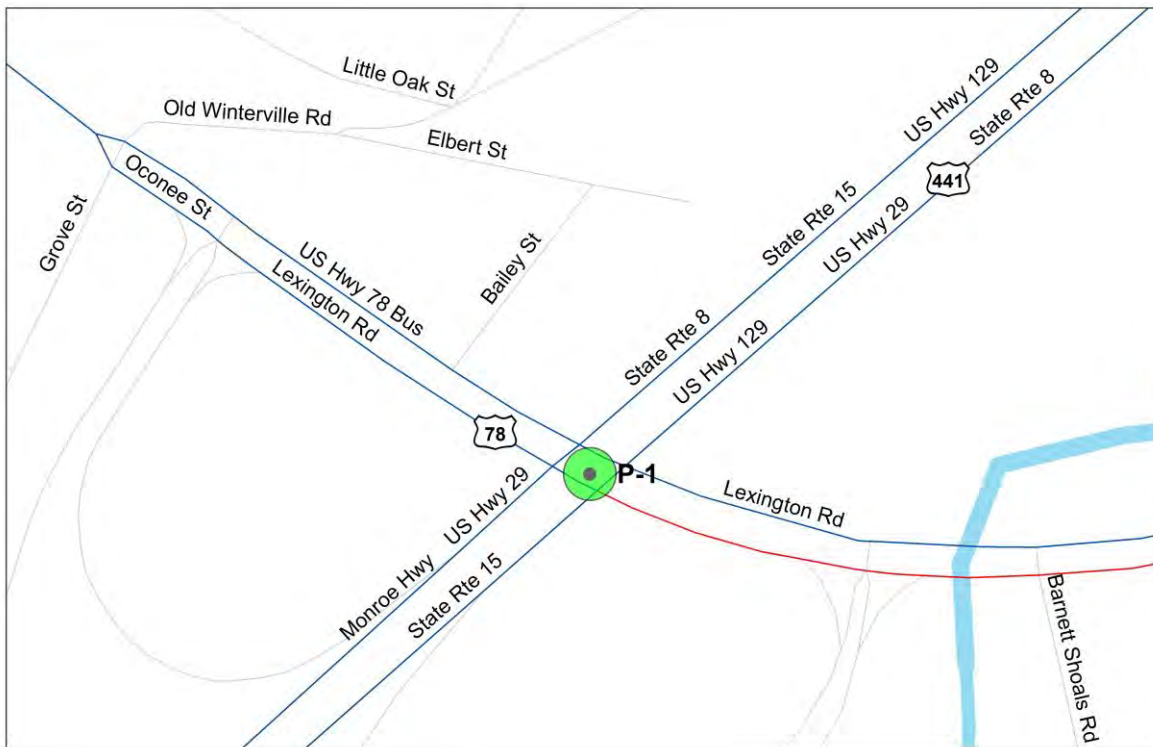 Little Oak St
Old Winterville Rd
Elbert St
US Hwy 129
State Rte 8
441
Oconee St
Grove St
State Rte 15
US Hwy 29
Bailey St
US Hwy 78 Bus
Lexington Rd
State Rte 8
US Hwy 129
78
P-1
US Hwy 29
Lexington Rd
Monroe Hwy
State Rte 15
Barnett Shoals Rd